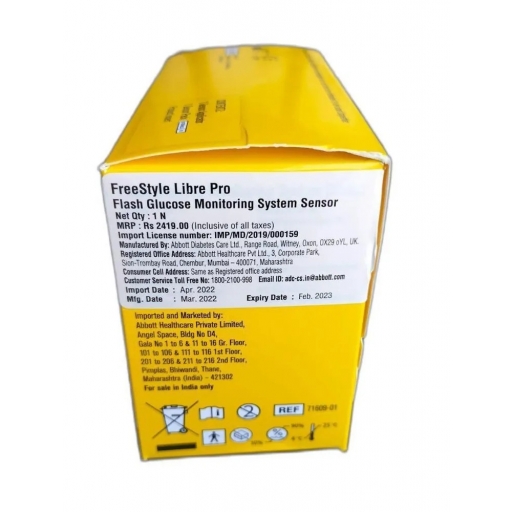 FreeStyle Libre Pro
Flash Glucose Monitoring System Sensor
Net Qty : 1 N
MRP : Rs 2419.00 (Inclusive of all taxes)
Import License number: IMP/MD/2019/000159
Manufactured By: Abbott Diabetes Care Ltd., Range Road, Witney, Oxon, OX29 oYL, UK.
Registered Office Address: Abbott Healthcare Pvt Ltd., 3, Corporate Park,
Sion-Trombay Road, Chembur, Mumbai – 400071, Maharashtra
Consumer Cell Address: Same as Registered office address
Customer Service Toll Free No.: 1800-2100-998 Email ID: adc-cs.in@abbott.com
Import Date : Apr. 2022
Mfg. Date : Mar. 2022 Expiry Date : Feb. 2023
Imported and Marketed by:
Abbott Healthcare Private Limited,
Angel Space, Bldg No D4,
Gala No 1 to 6 & 11 to 16 Gr. Floor,
101 to 106 & 111 to 116 1st Floor,
201 to 206 & 211 to 216 2nd Floor,
Pimplas, Bhiwandi, Thane,
Maharashtra (India) - 421302
For sale in India only
REF 71909-01
90%
10%
25°C